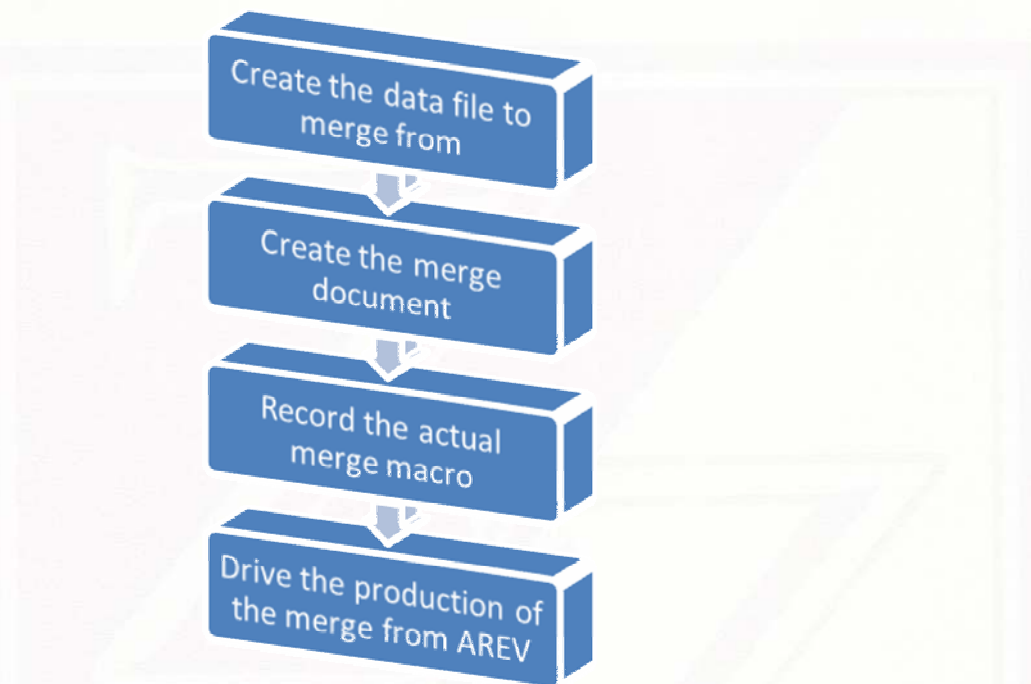 Create the data file to
merge from
Create the merge
document
Record the actual
merge macro
Drive the production of
the merge from AREV